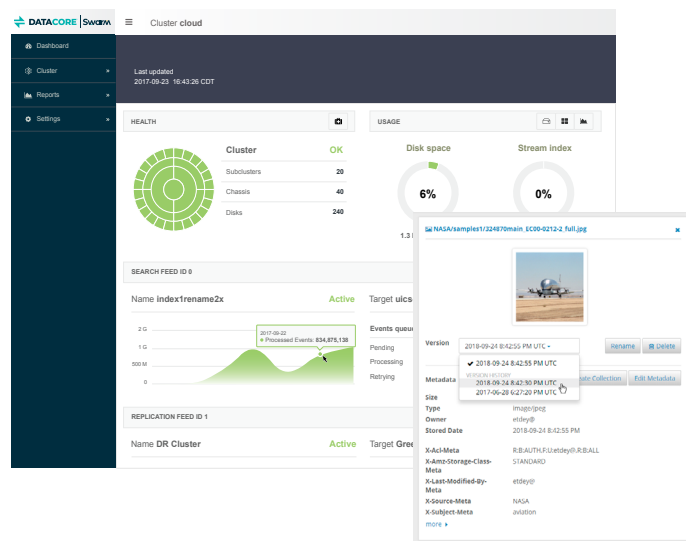 DATACORE Swarm
Cluster cloud
Dashboard
Cluster
Reports
Settings
Last updated
2017-09-23 16:43:26 CDT
HEALTH
Cluster OK
Subclusters 20
Chassis 40
Disks 240
USAGE
Disk space Stream index
6% 0%
1.3
SEARCH FEED ID 0
Name index1rename2x Active Target uics
2 G
1 G
500 M
0
2017-09-22
Processed Events: 834,875,138
Events queu
Pending
Processing
Retrying
REPLICATION FEED ID 1
Name DR Cluster Active Target Gree
NASA/samples1/324870main_EC00-0212-2_full.jpg
Version 2018-09-24 8:42:55 PM UTC
Rename Delete
2018-09-24 8:42:55 PM UTC
VERSION HISTORY
2018-09-24 8:42:30 PM UTC
2017-06-28 6:27:20 PM UTC
Metadata Collection Edit Metadata
Size
Type image/jpeg
Owner etdey@
Stored Date 2018-09-24 8:42:55 PM
X-Acl-Meta R:B:AUTH,F:U:etdey@,R:B:ALL
X-Amz-Storage-Class-Meta STANDARD
X-Last-Modified-By-Meta etdey@
X-Source-Meta NASA
X-Subject-Meta aviation
more